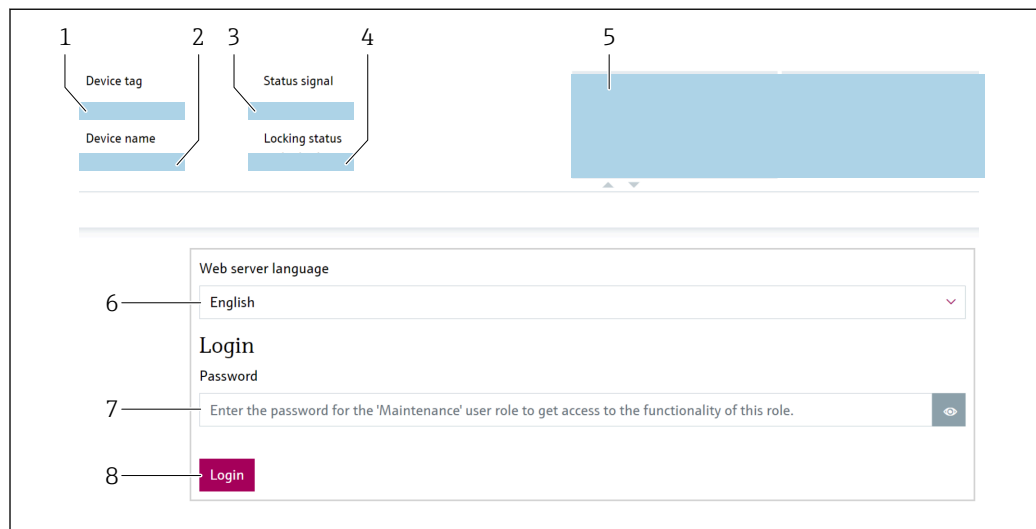 1 2 3 4 5
Device tag Status signal
Device name Locking status
Web server language
6 English
Login
Password
7 Enter the password for the 'Maintenance' user role to get access to the functionality of this role.
8 Login